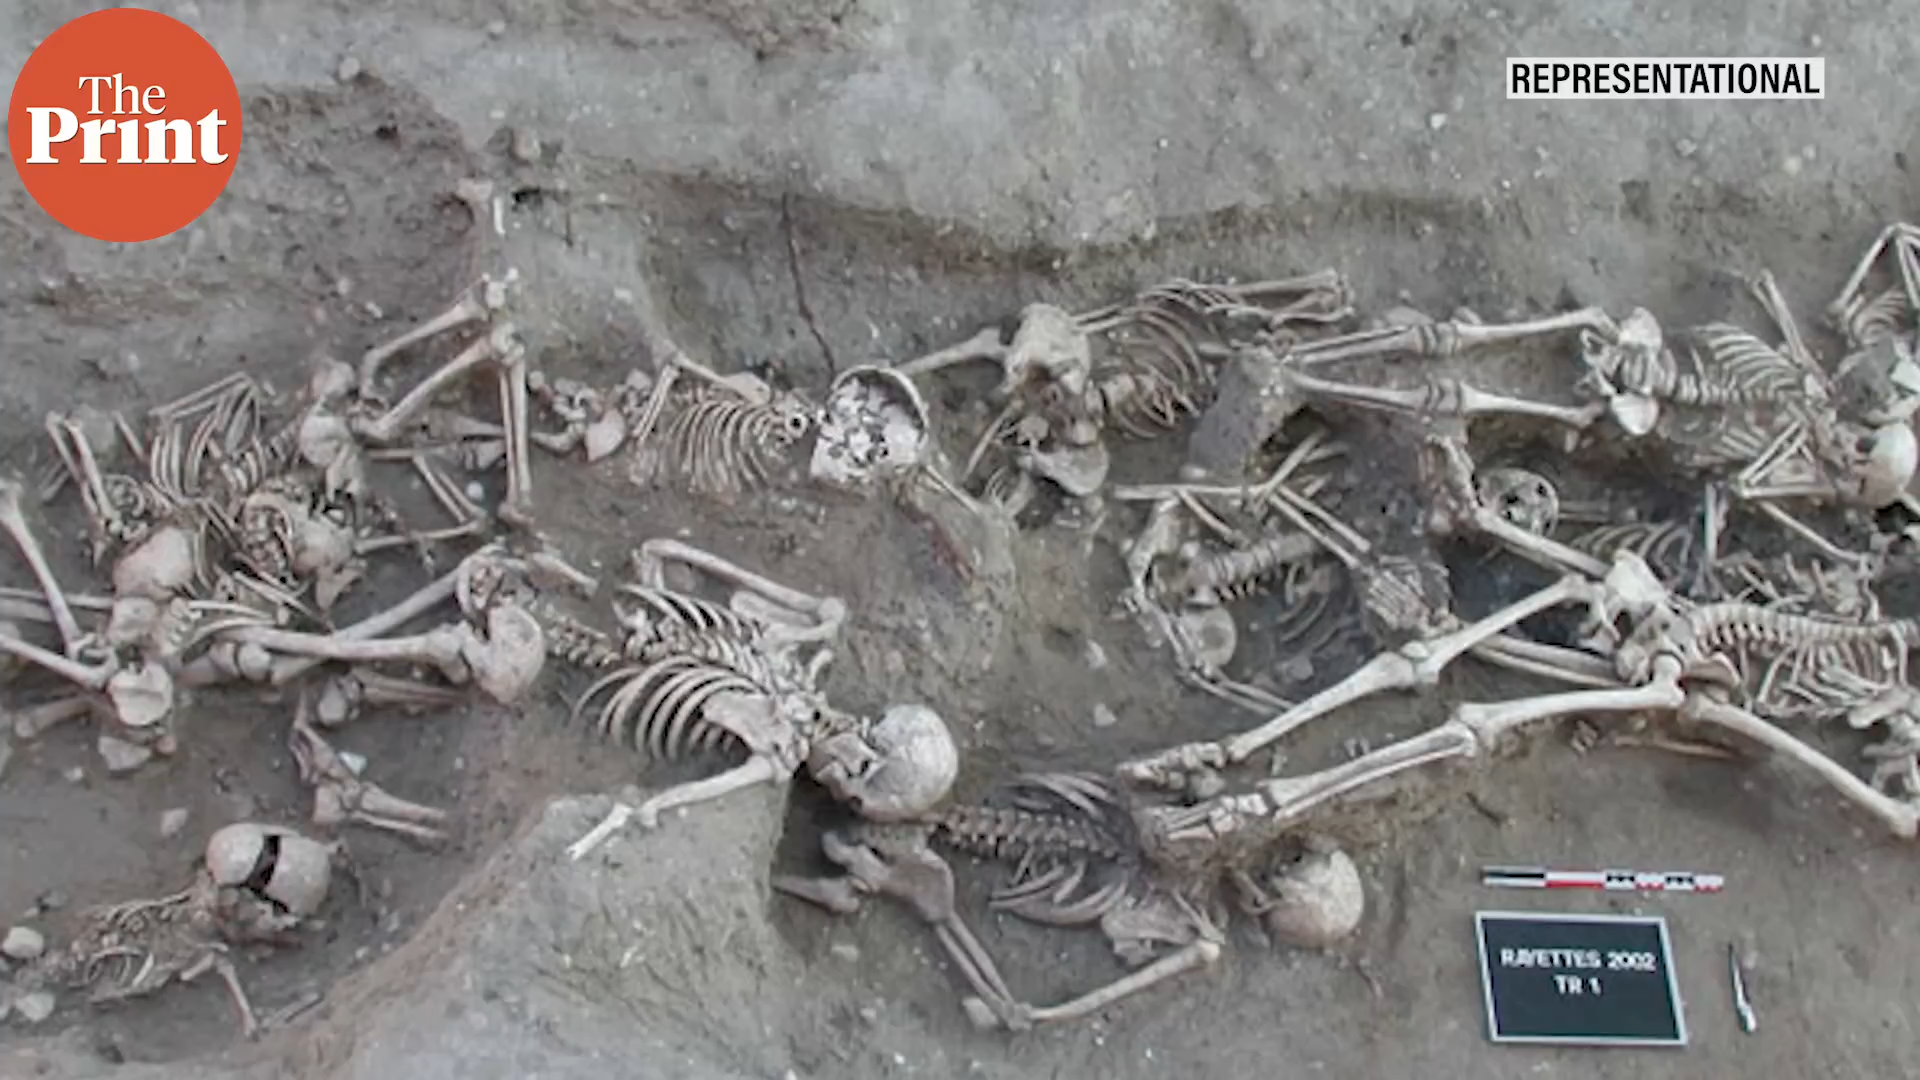 The
Print
REPRESENTATIONAL
RAYETTES 2002
TR 1